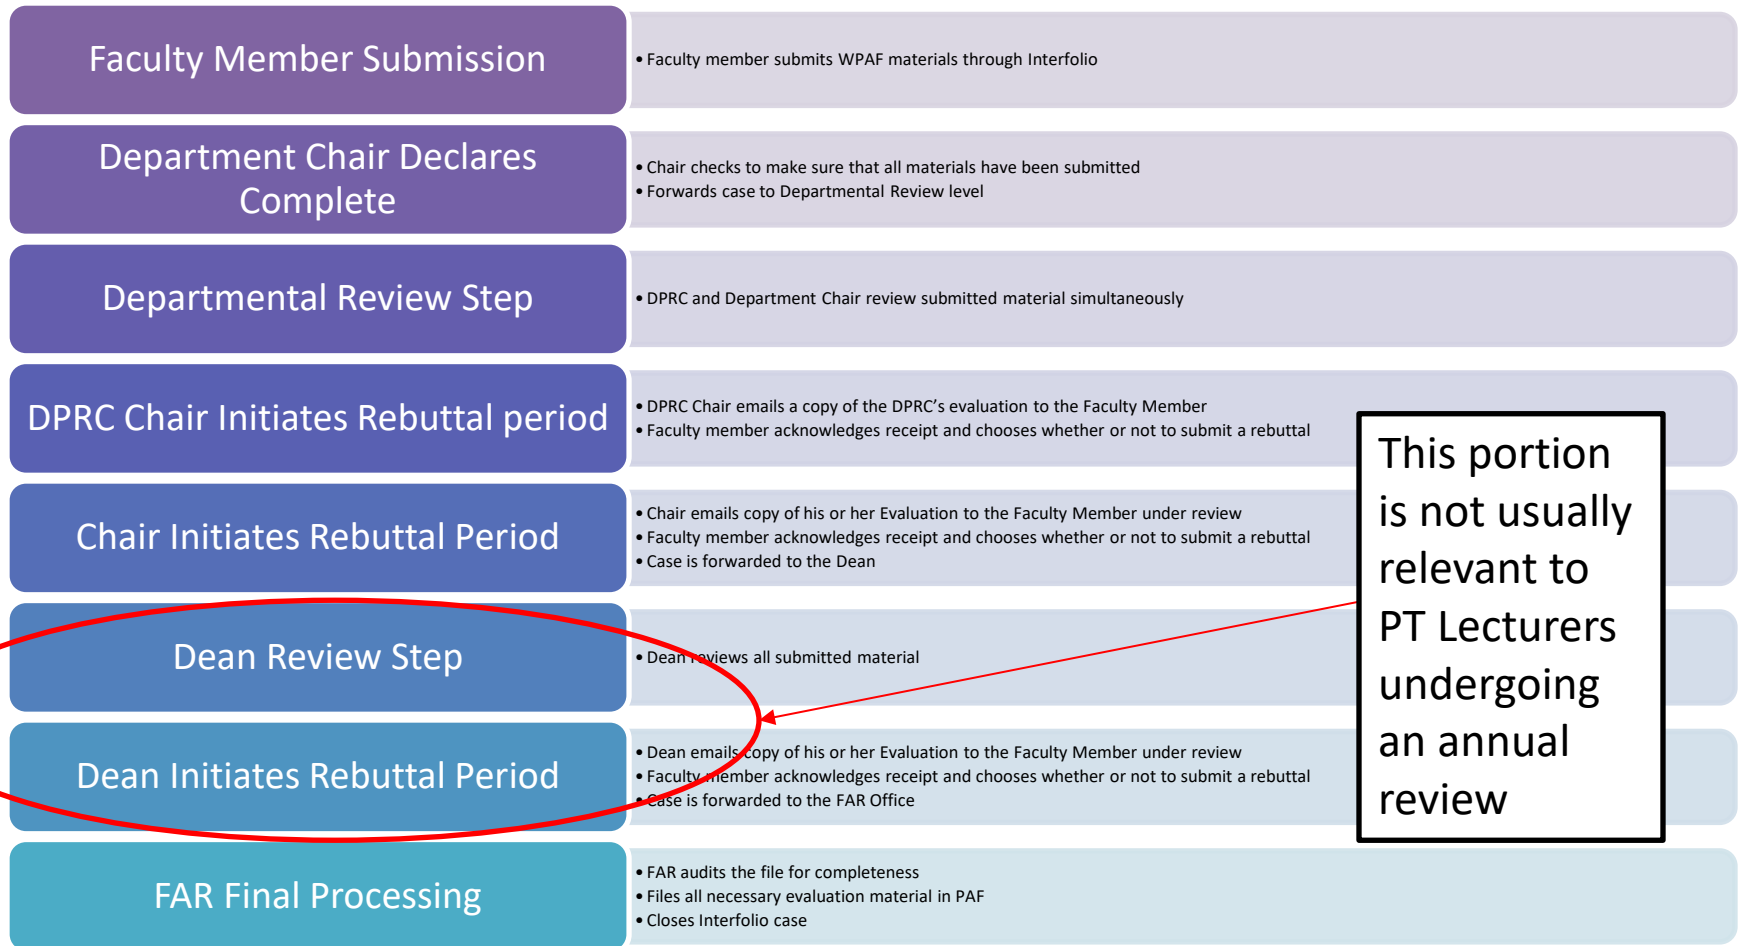 Faculty Member Submission
• Faculty member submits WPAF materials through Interfolio
Department Chair Declares
Complete
• Chair checks to make sure that all materials have been submitted
• Forwards case to Departmental Review level
Departmental Review Step
• DPRC and Department Chair review submitted material simultaneously
DPRC Chair Initiates Rebuttal period
• DPRC Chair emails a copy of the DPRC's evaluation to the Faculty Member
• Faculty member acknowledges receipt and chooses whether or not to submit a rebuttal
Chair Initiates Rebuttal Period
• Chair emails copy of his or her Evaluation to the Faculty Member under review
• Faculty member acknowledges receipt and chooses whether or not to submit a rebuttal
• Case is forwarded to the Dean
Dean Review Step
• Dean reviews all submitted material
Dean Initiates Rebuttal Period
• Dean emails copy of his or her Evaluation to the Faculty Member under review
• Faculty member acknowledges receipt and chooses whether or not to submit a rebuttal
• Case is forwarded to the FAR Office
FAR Final Processing
• FAR audits the file for completeness
• Files all necessary evaluation material in PAF
• Closes Interfolio case
This portion
is not usually
relevant to
PT Lecturers
undergoing
an annual
review